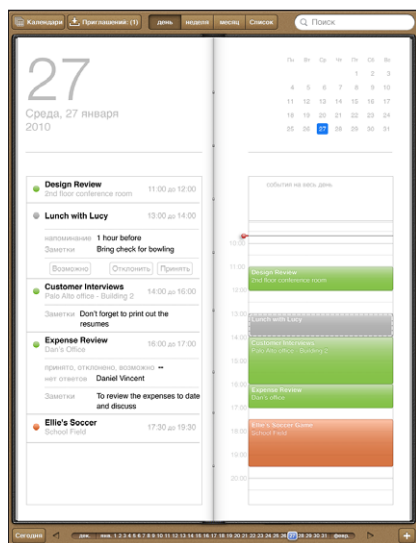 Календари
Приглашения: (1)
день
неделя
месяц
Список
Поиск
27
Среда, 27 января
2010
Пн Вт Ср Чт Пт Сб Вс
1 2 3
4 5 6 7 8 9 10
11 12 13 14 15 16 17
18 19 20 21 22 23 24
25 26 27 28 29 30 31
Design Review
2nd floor conference room
11:00 до 12:00
Lunch with Lucy
13:00 до 14:00
напоминание 1 hour before
Заметки Bring check for bowling
Возможно
Отклонить
Принять
Customer Interviews
Palo Alto office - Building 2
14:00 до 16:00
Заметки Don't forget to print out the
resumes
Expense Review
Dan's Office
16:00 до 17:00
принято, отклонено, возможно --
нет ответов Daniel Vincent
Заметки To review the expenses to date
and discuss
Ellie's Soccer
School Field
17:30 до 19:30
события на весь день
10:00
11:00
Design Review
2nd floor conference room
12:00
13:00
Lunch with Lucy
14:00
Customer Interviews
Palo Alto office - Building 2
15:00
16:00
Expense Review
Dan's office
17:00
18:00
Ellie's Soccer Game
School Field
19:00
20:00
Сегодня
дек. янв. 1 2 3 4 5 6 7 8 9 10 11 12 13 14 15 16 17 18 19 20 21 22 23 24 25 26 27 28 29 30 31 февр.